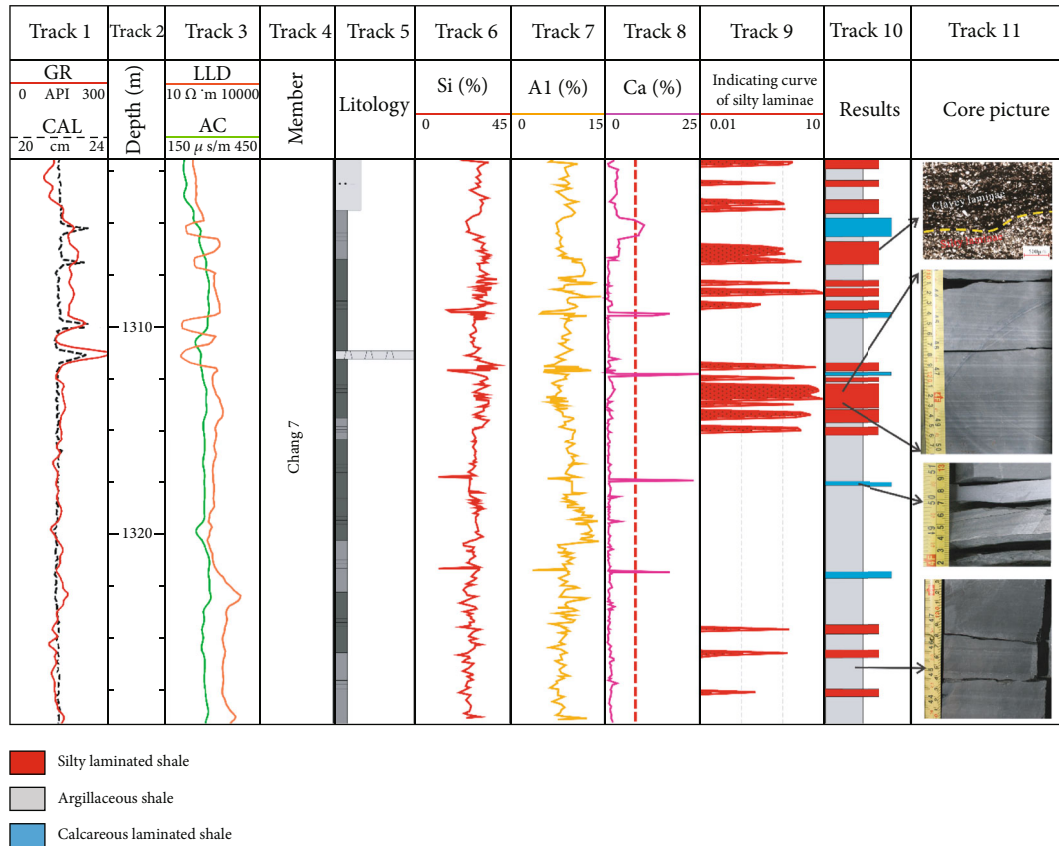 Track 1 Track 2 Track 3 Track 4 Track 5 Track 6 Track 7 Track 8 Track 9 Track 10 Track 11
GR
0 API 300
CAL
20 cm 24
Depth (m)
LLD
10 Ω m 10000
AC
150 μ s/m 450
Member
Litology
Si (%)
0 45
A1 (%)
0 15
Ca (%)
0 25
Indicating curve
of silty laminae
0.01 10
Results
Core picture
1310
1320
Chang 7
Clayey laminae
Silty laminated shale
Argillaceous shale
Calcareous laminated shale